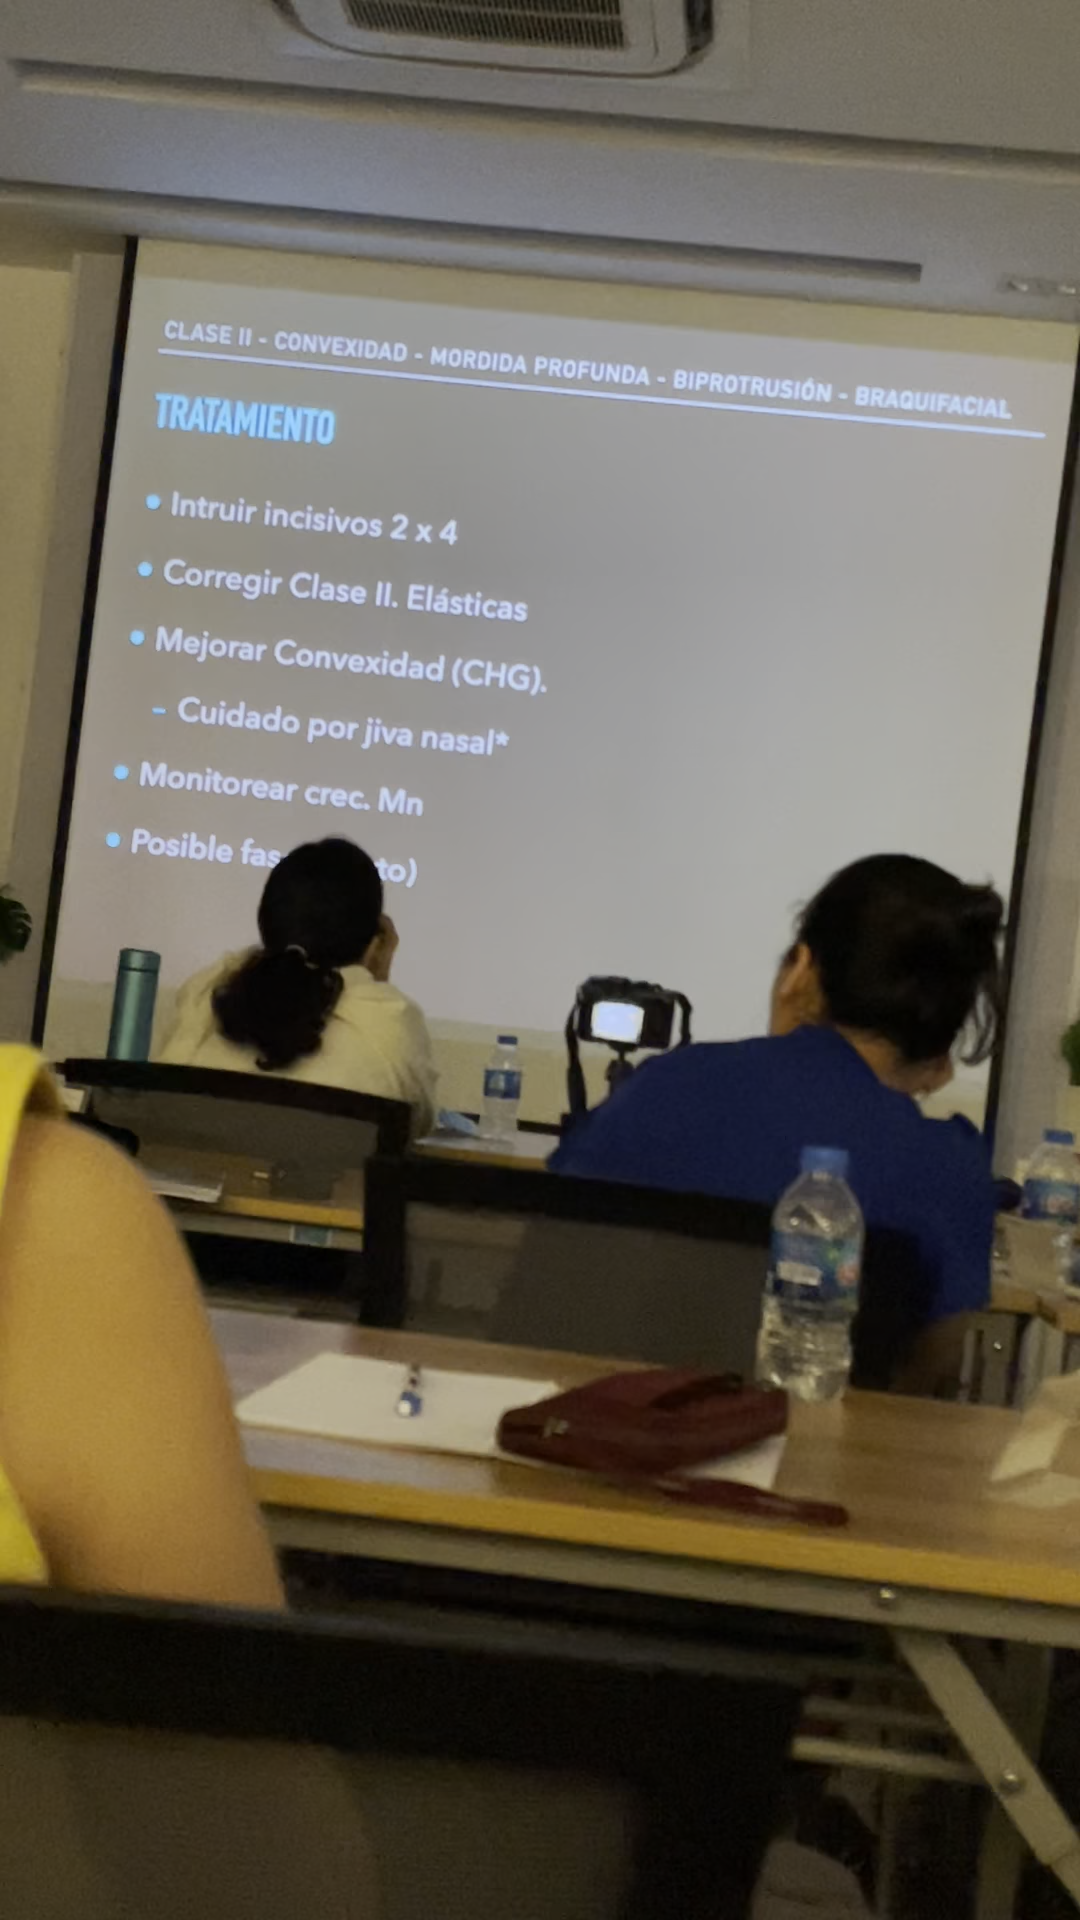 CLASE II - CONVEXIDAD - MORDIDA PROFUNDA - BIPROTRUSIÓN - BRAQUIFACIAL
TRATAMIENTO
• Intruir incisivos 2 x 4
• Corregir Clase II. Elásticas
• Mejorar Convexidad (CHG).
- Cuidado por jiva nasal*
• Monitorear crec. Mn
• Posible